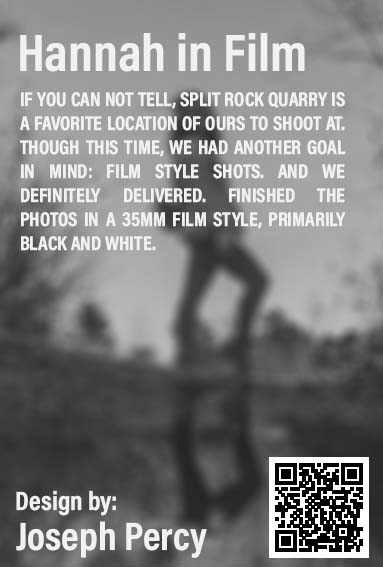 Hannah in Film
IF YOU CAN NOT TELL, SPLIT ROCK QUARRY IS
A FAVORITE LOCATION OF OURS TO SHOOT AT.
THOUGH THIS TIME, WE HAD ANOTHER GOAL
IN MIND: FILM STYLE SHOTS. AND WE
DEFINITELY DELIVERED. FINISHED THE
PHOTOS IN A 35MM FILM STYLE, PRIMARILY
BLACK AND WHITE.
Design by:
Joseph Percy